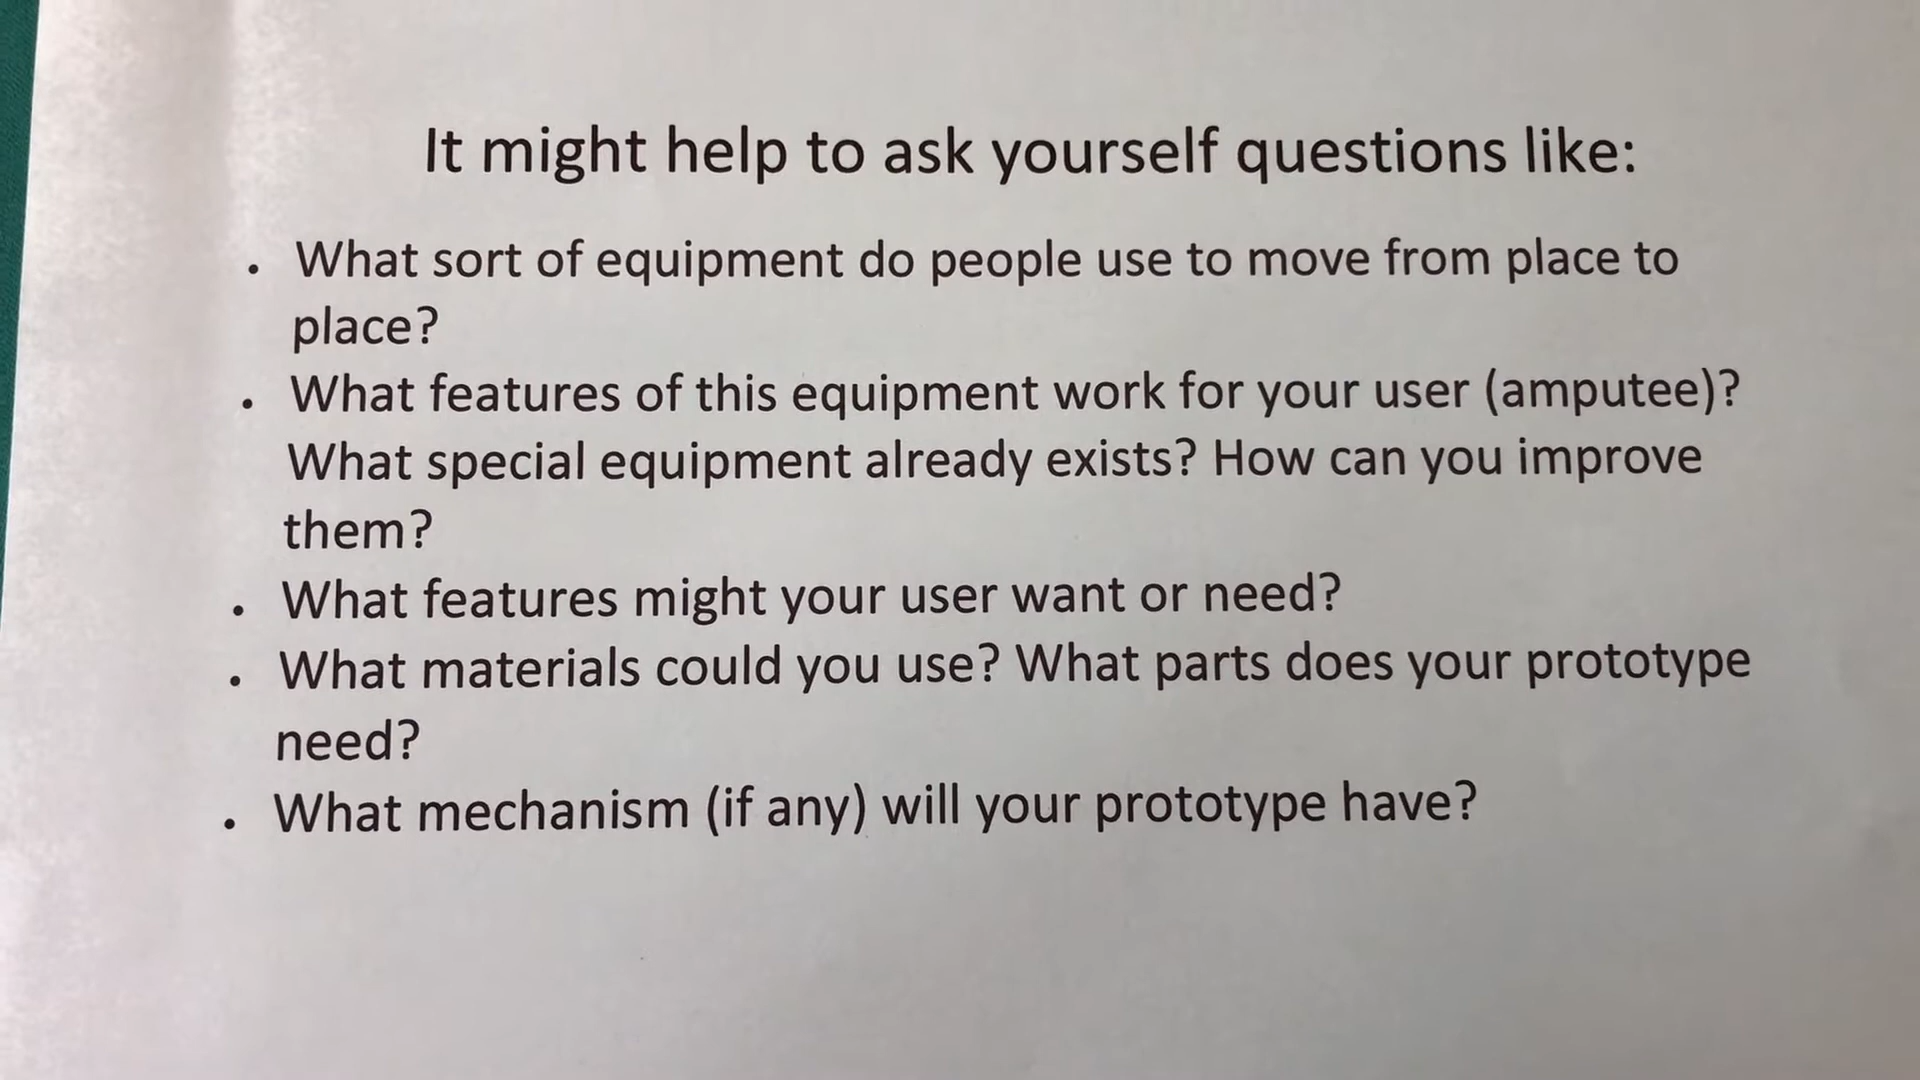 It might help to ask yourself questions like:
• What sort of equipment do people use to move from place to
place?
• What features of this equipment work for your user (amputee)?
What special equipment already exists? How can you improve
them?
• What features might your user want or need?
• What materials could you use? What parts does your prototype
need?
• What mechanism (if any) will your prototype have?